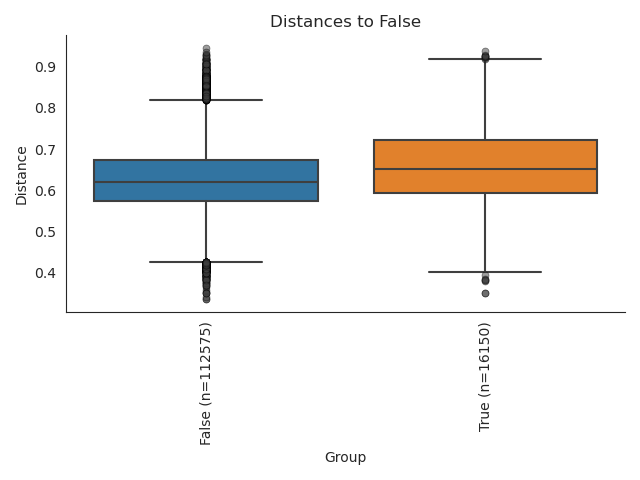 Distances to False
0.9
0.8
0.7
0.6
0.5
0.4
Distance
False (n=112575)
True (n=16150)
Group